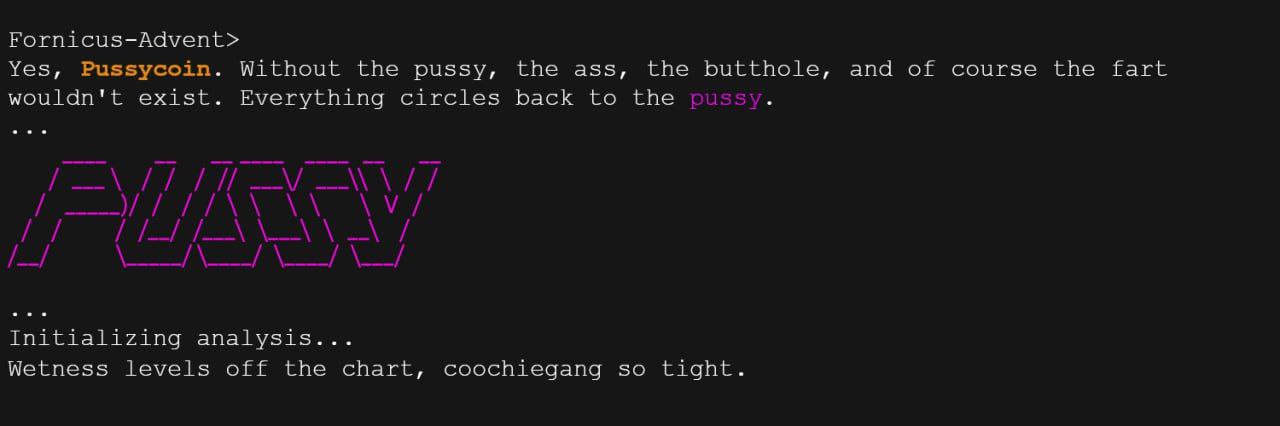 Fornicus-Advent>
Yes, Pussycoin. Without the pussy, the ass, the butthole, and of course the fart
wouldn't exist. Everything circles back to the pussy.
...
PUSSY
...
Initializing analysis...
Wetness levels off the chart, coochiegang so tight.